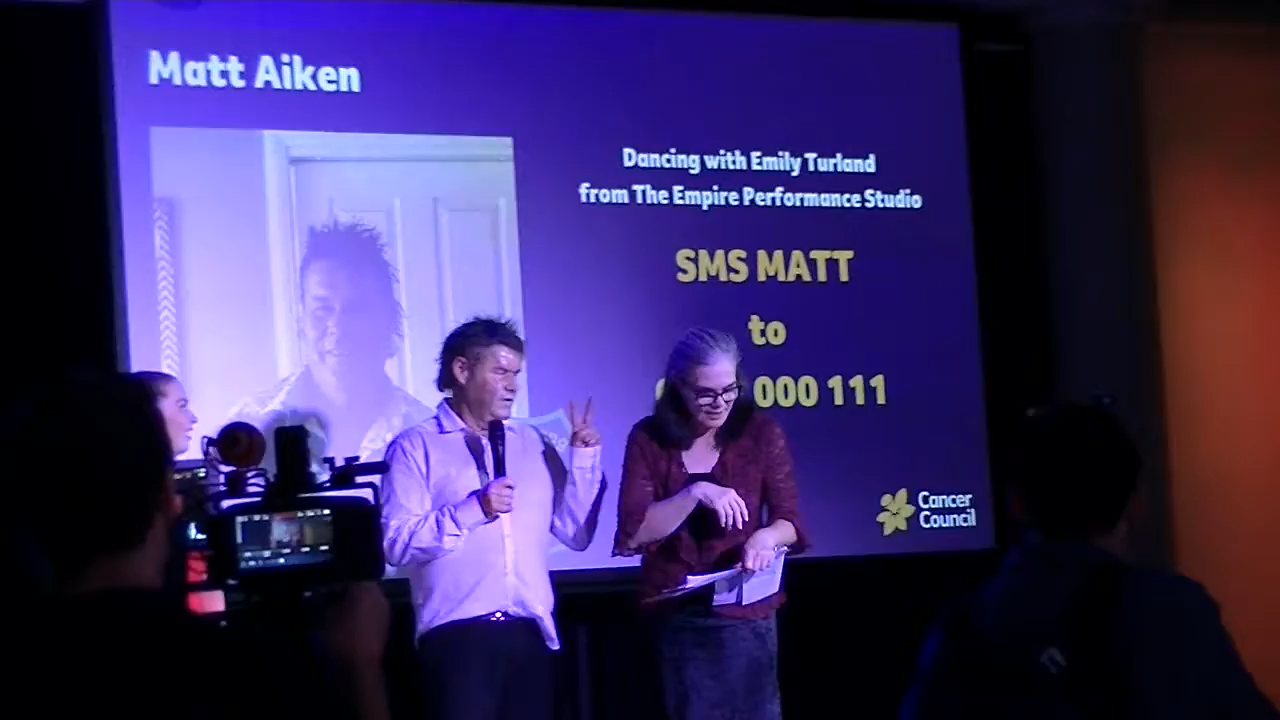 Matt Aiken
Dancing with Emily Turland
from The Empire Performance Studio
SMS MATT
to
000 111
Cancer
Council